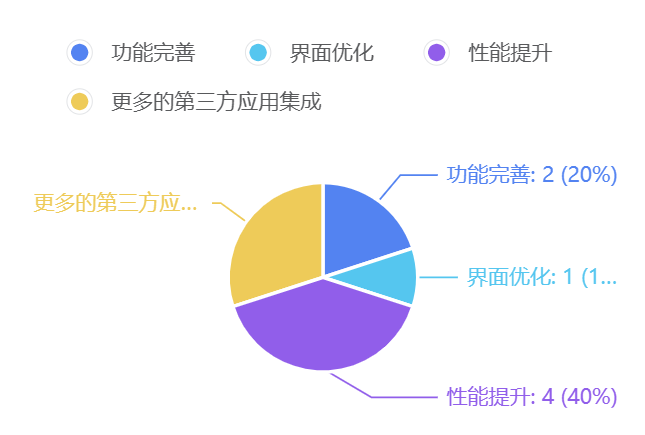 功能完善 界面优化 性能提升
更多的第三方应用集成
功能完善: 2 (20%)
更多的第三方应...
界面优化: 1 (1...
性能提升: 4 (40%)